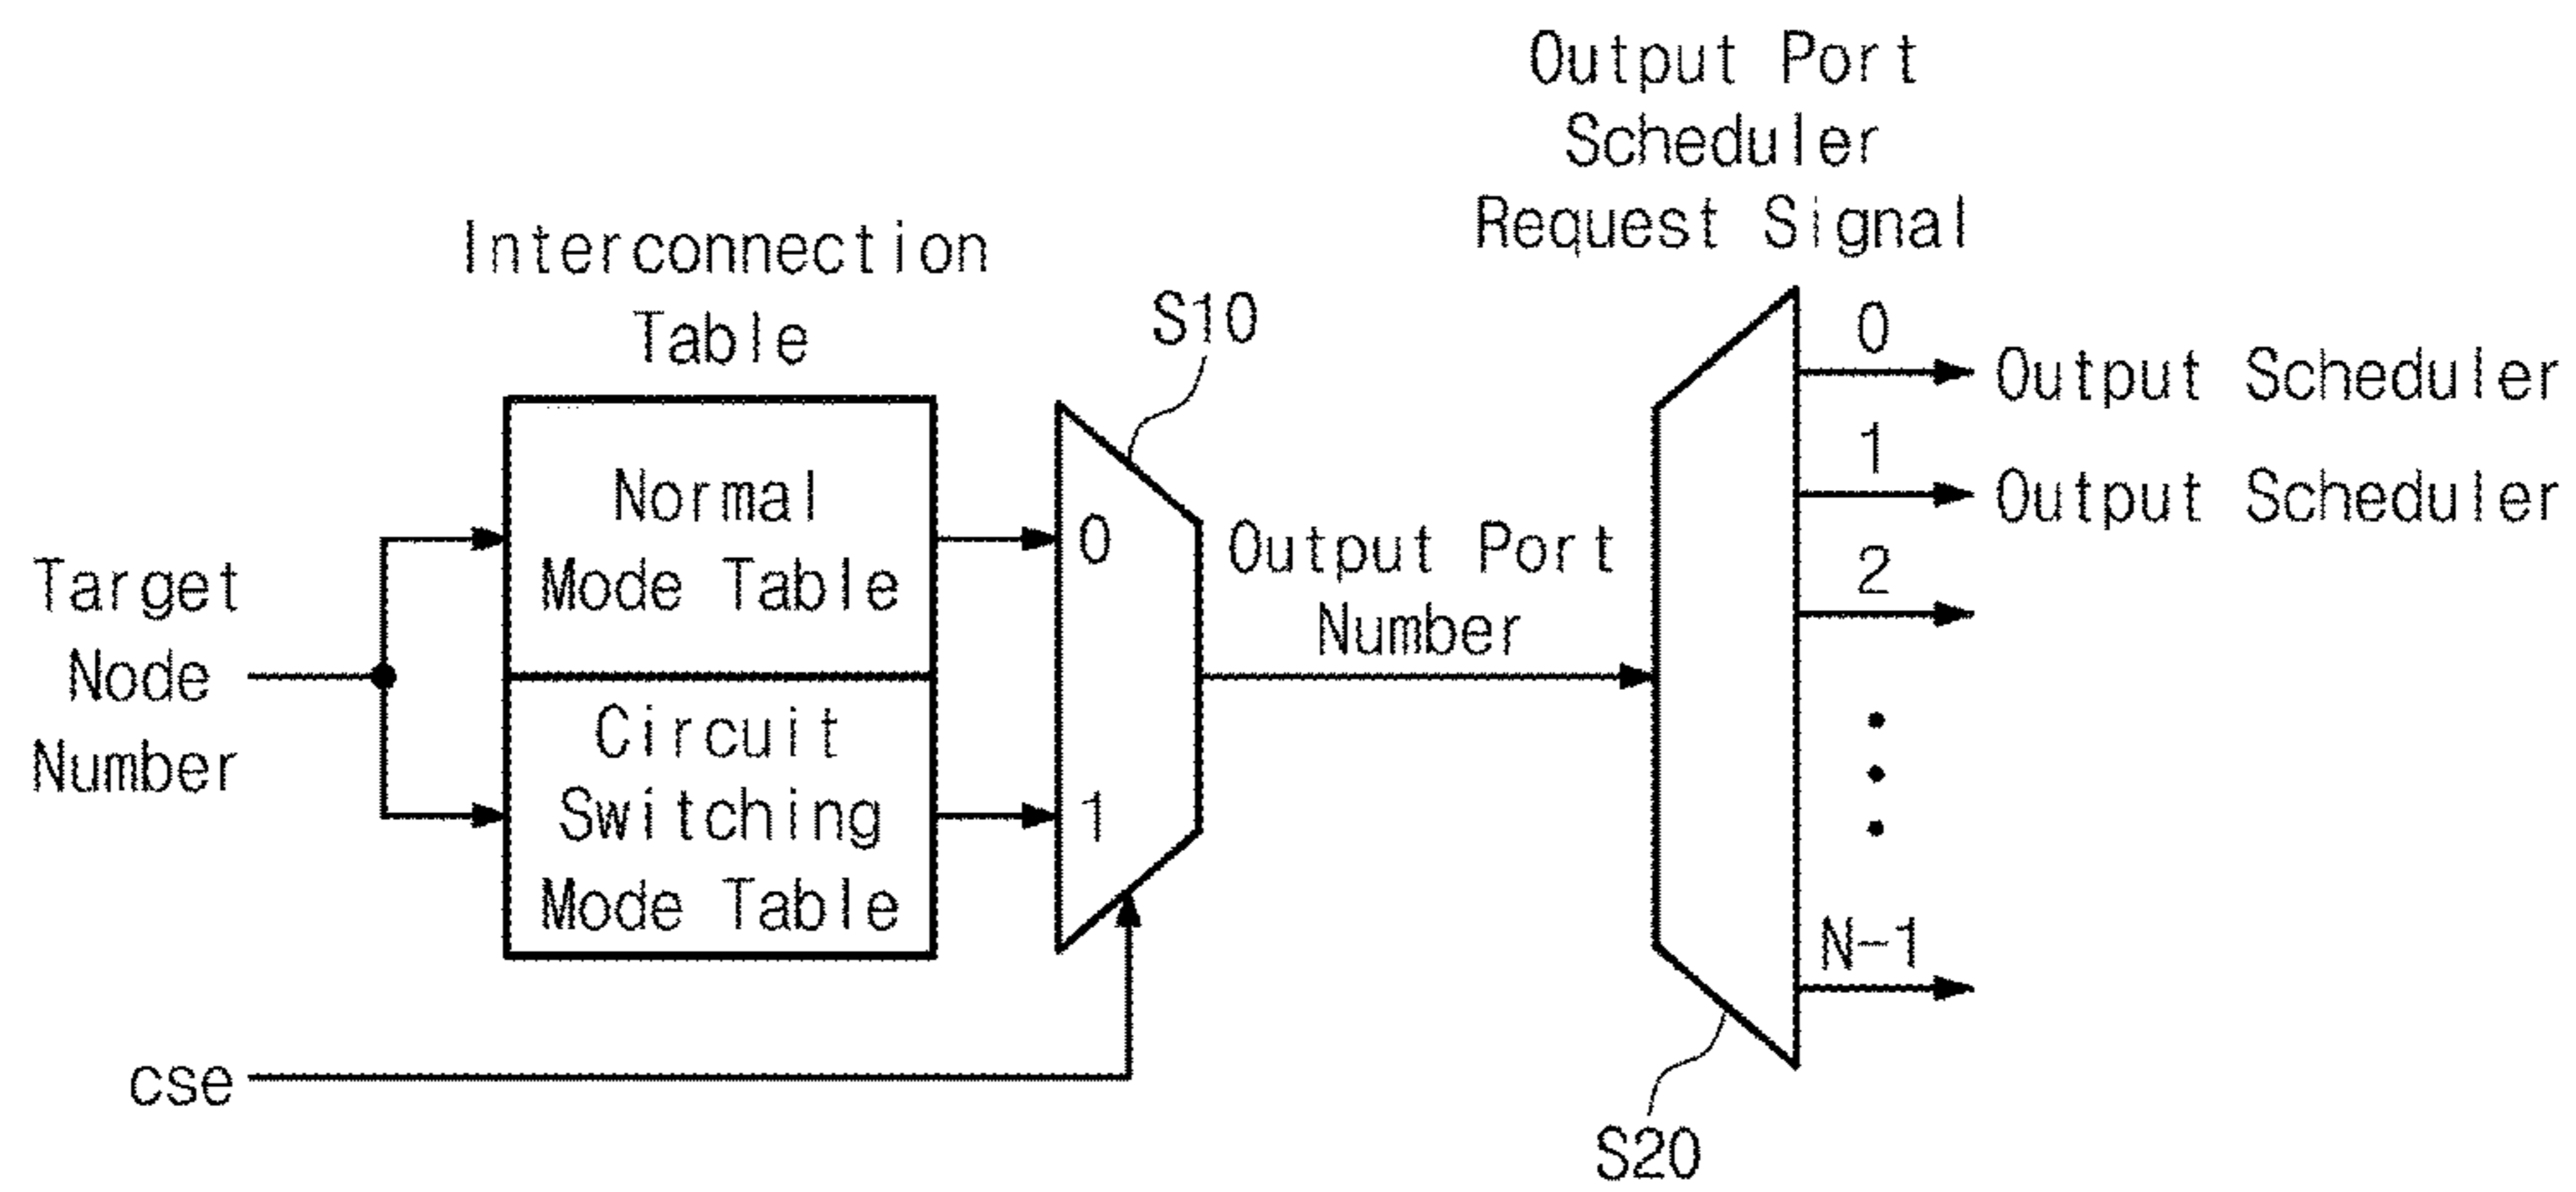 Output Port
Scheduler
Request Signal
Interconnection
Table
S10
0
Output Scheduler
1
Output Scheduler
2
N-1
Normal
Mode Table
0
Output Port
Number
Target
Node
Number
Circuit
Switching
Mode Table
1
cse
S20